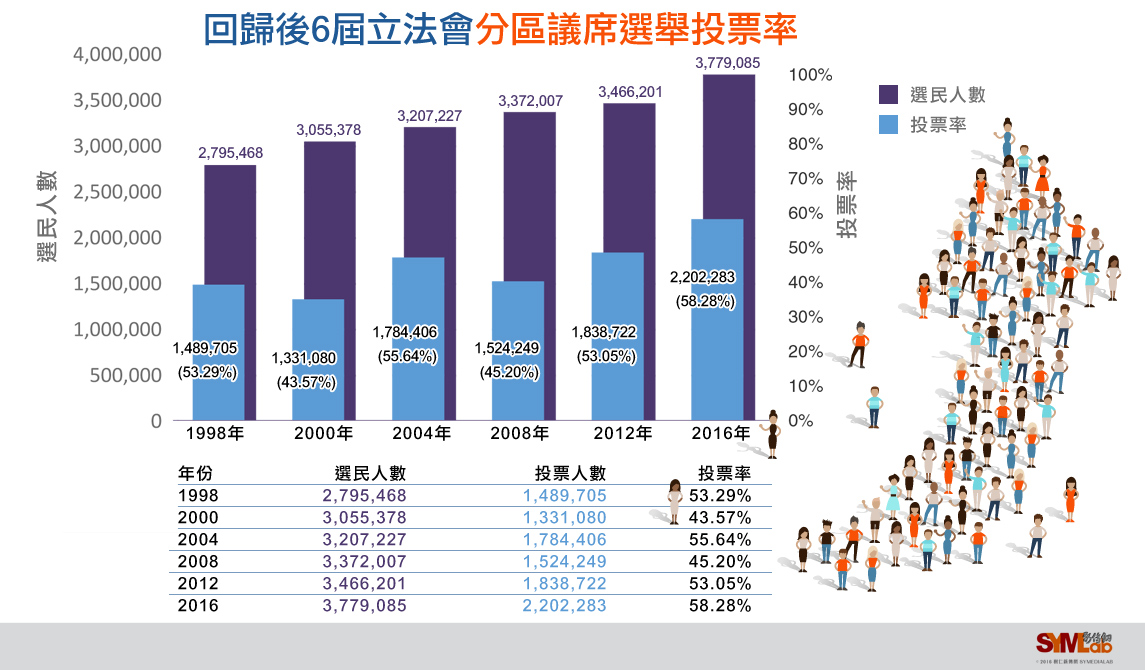 回歸後6屆立法會分區議席選舉投票率
4,000,000
3,500,000
3,000,000
2,500,000
2,000,000
1,500,000
1,000,000
500,000
0
選民人數
2,795,468
3,055,378
3,207,227
3,372,007
3,466,201
3,779,085
1,489,705
(53.29%)
1,331,080
(43.57%)
1,784,406
(55.64%)
1,524,249
(45.20%)
1,838,722
(53.05%)
2,202,283
(58.28%)
100%
90%
80%
70%
60%
50%
40%
30%
20%
10%
0%
投票率
選民人數
投票率
1998年 2000年 2004年 2008年 2012年 2016年
年份 選民人數 投票人數 投票率
1998 2,795,468 1,489,705 53.29%
2000 3,055,378 1,331,080 43.57%
2004 3,207,227 1,784,406 55.64%
2008 3,372,007 1,524,249 45.20%
2012 3,466,201 1,838,722 53.05%
2016 3,779,085 2,202,283 58.28%
SYMLab